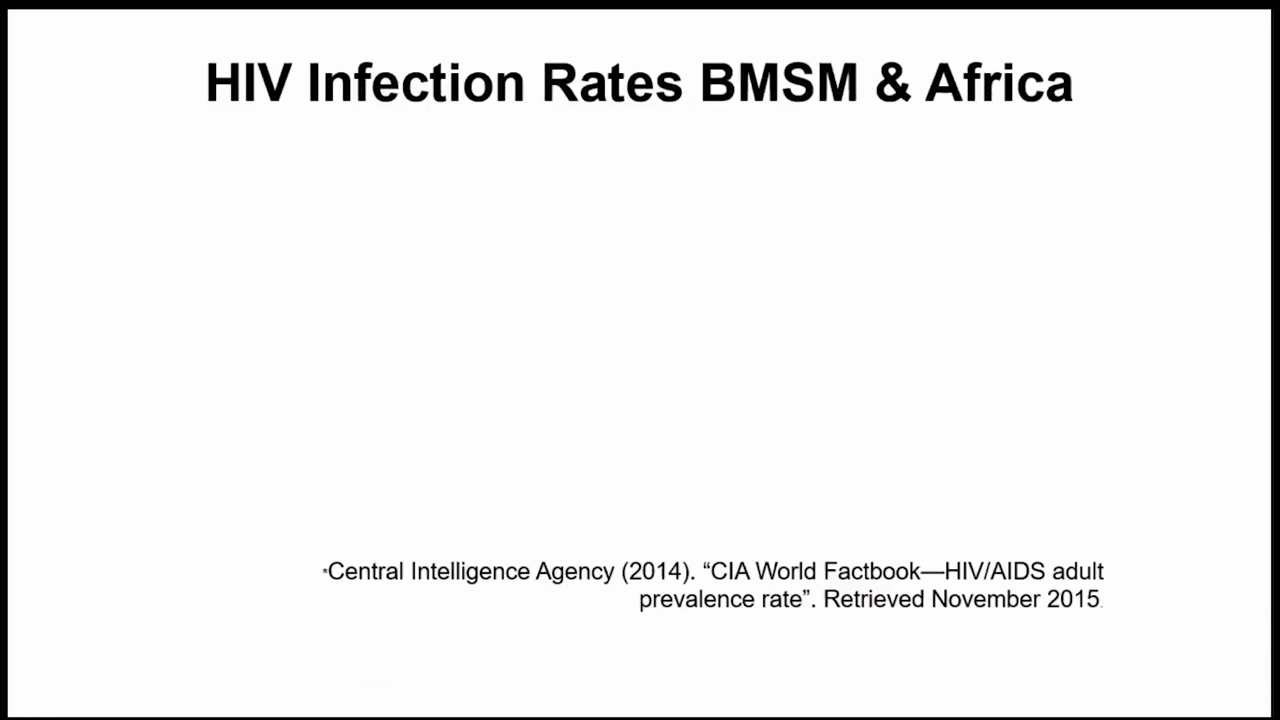 HIV Infection Rates BMSM & Africa
*Central Intelligence Agency (2014). “CIA World Factbook—HIV/AIDS adult
prevalence rate”. Retrieved November 2015.